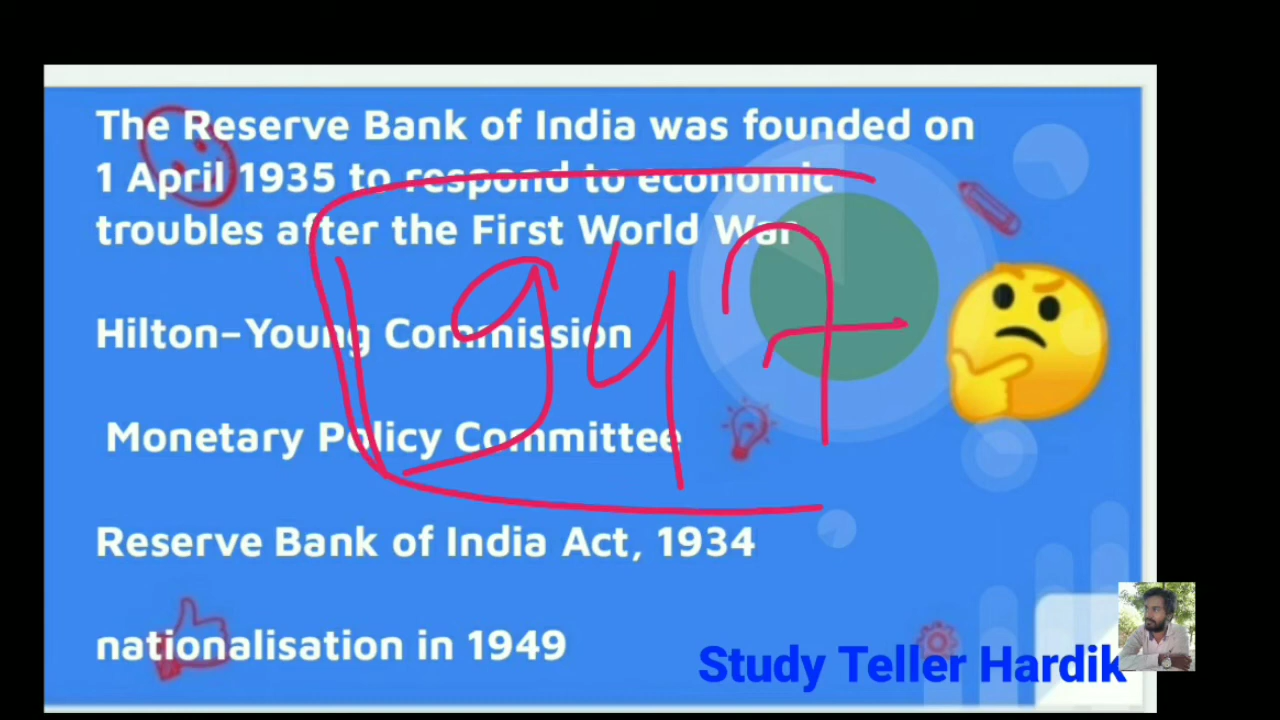 The Reserve Bank of India was founded on
1 April 1935 to respond to economic
troubles after the First World War
1947
Hilton–Young Commission
Monetary Policy Committee
Reserve Bank of India Act, 1934
nationalisation in 1949
Study Teller Hardik